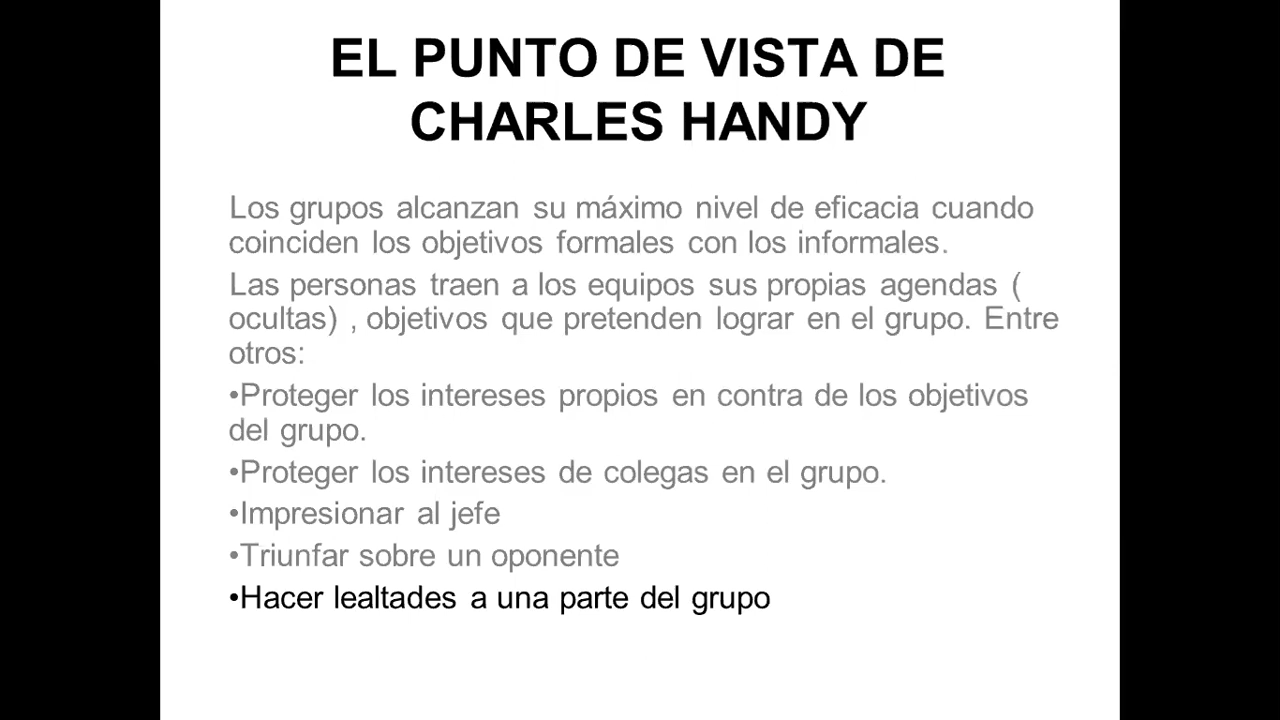 EL PUNTO DE VISTA DE
CHARLES HANDY
Los grupos alcanzan su máximo nivel de eficacia cuando
coinciden los objetivos formales con los informales.
Las personas traen a los equipos sus propias agendas (
ocultas) , objetivos que pretenden lograr en el grupo. Entre
otros:
•Proteger los intereses propios en contra de los objetivos
del grupo.
•Proteger los intereses de colegas en el grupo.
•Impresionar al jefe
•Triunfar sobre un oponente
•Hacer lealtades a una parte del grupo